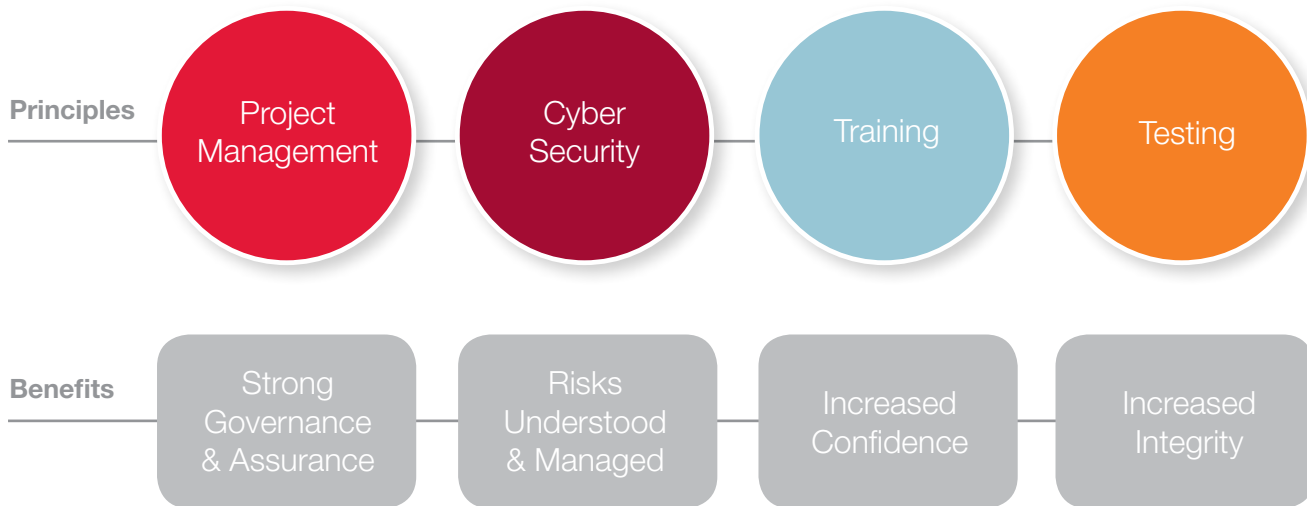 Principles
Project
Management
Cyber
Security
Training
Testing
Benefits
Strong
Governance
& Assurance
Risks
Understood
& Managed
Increased
Confidence
Increased
Integrity